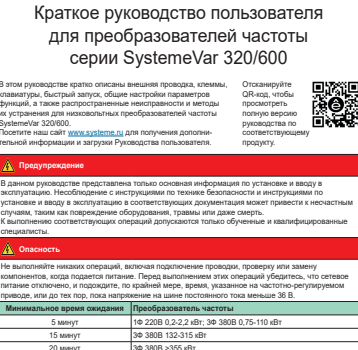 Краткое руководство пользователя
для преобразователей частоты
серии SystemeVar 320/600
В этом руководстве кратко описаны внешняя проводка, клеммы,
клавиатуры, быстрый запуск, общие настройки параметров
функций, а также распространенные неисправности и методы
их устранения для низковольтных преобразователей частоты
SystemeVar 320/600.
Посетите наш сайт www.systeme.ru для получения дополни-
тельной информации и загрузки Руководства пользователя.
Отсканируйте
QR-код, чтобы
просмотреть
полную версию
руководства по
соответствующему
продукту.
Предупреждение
В данном руководстве представлена только основная информация по установке и вводу в
эксплуатацию. Несоблюдение с инструкциями по технике безопасности и инструкциями по
установке и вводу в эксплуатацию в соответствующих документация может привести к несчастным
случаям, таким как повреждение оборудования, травмы или даже смерть.
К выполнению соответствующих операций допускаются только обученные и квалифицированные
специалисты.
Опасность
Не выполняйте никаких операций, включая подключение проводки, проверку или замену
компонентов, когда подается питание. Перед выполнением этих операций убедитесь, что сетевое
питание отключено, и подождите, по крайней мере, время, указанное на частотно-регулируемом
приводе, или до тех пор, пока напряжение на шине постоянного тока меньше 36 В.
Минимальное время ожидания Преобразователь частоты
5 минут 1Ф 220В 0,2-2,2 кВт; 3Ф 380В 0,75-110 кВт
15 минут 3Ф 380В 132-315 кВт
20 минут 3Ф 380В >355 кВт